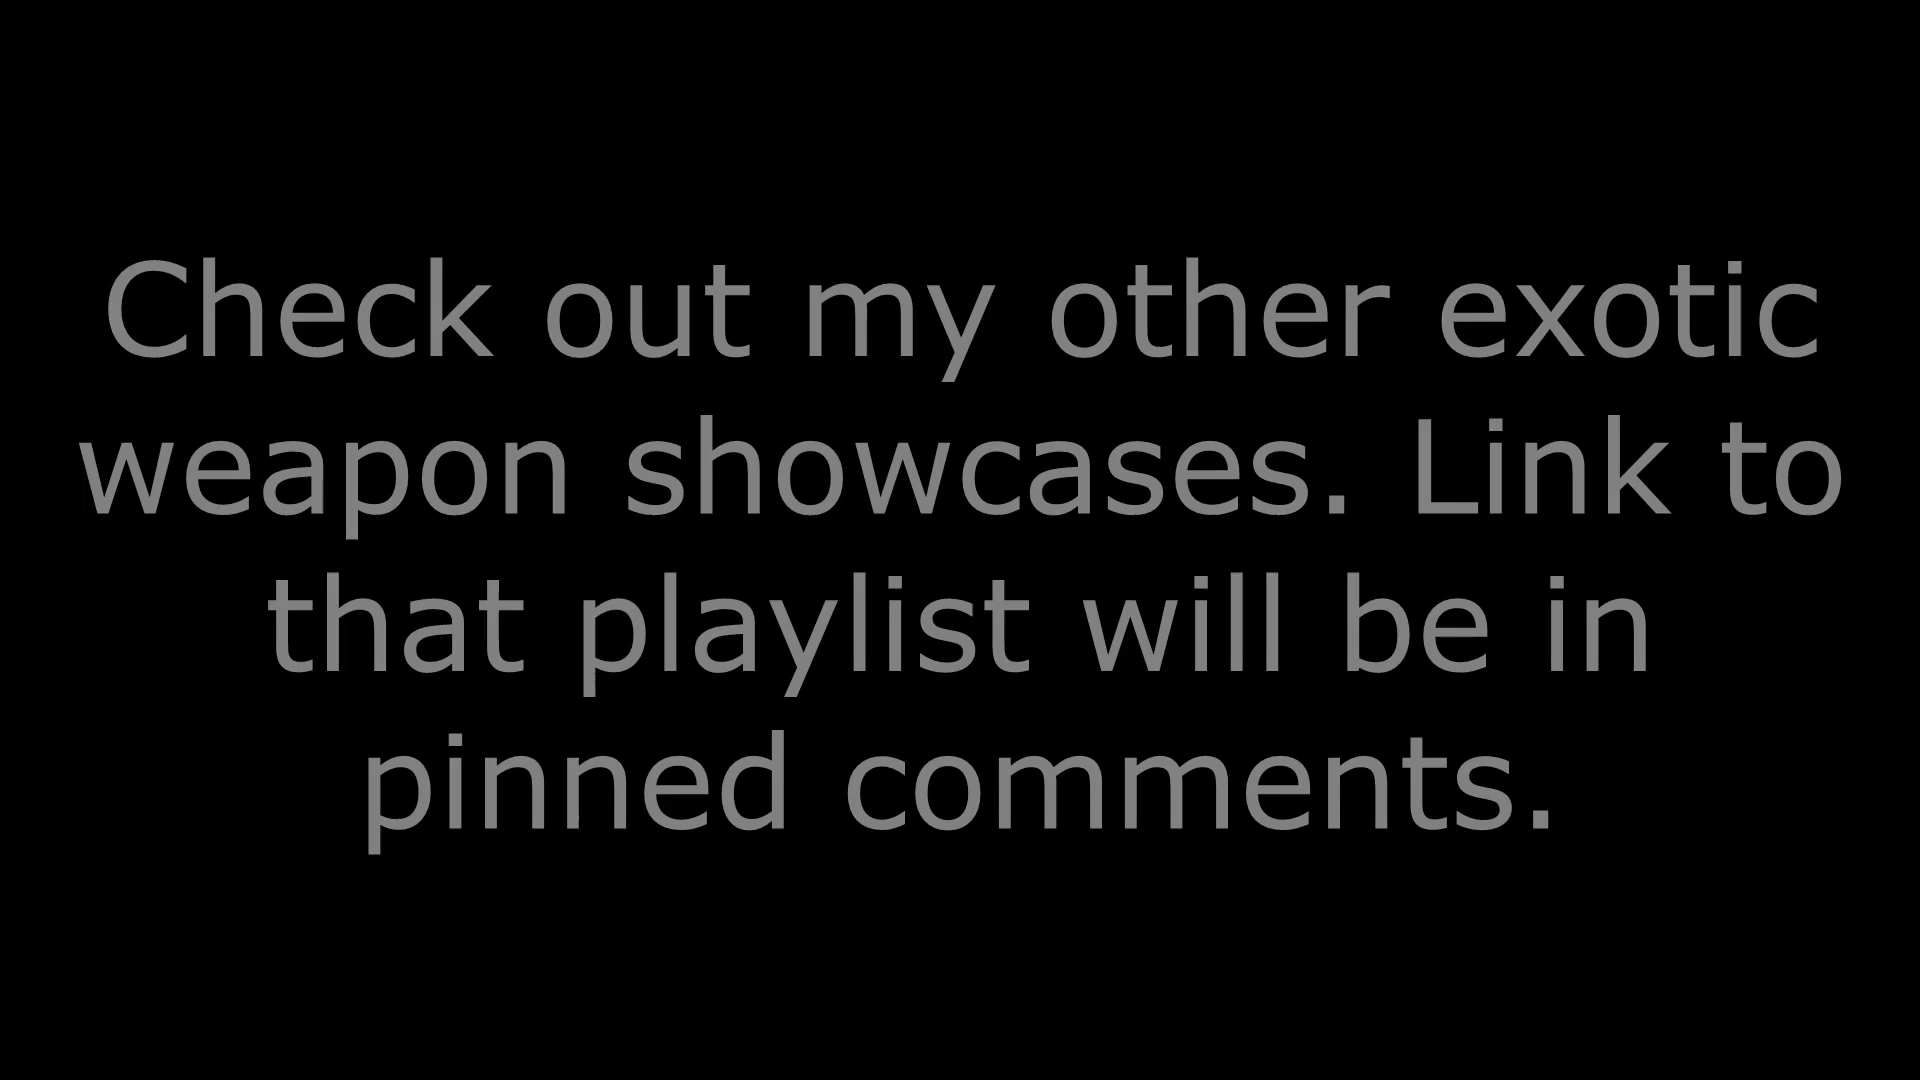 Check out my other exotic
weapon showcases. Link to
that playlist will be in
pinned comments.